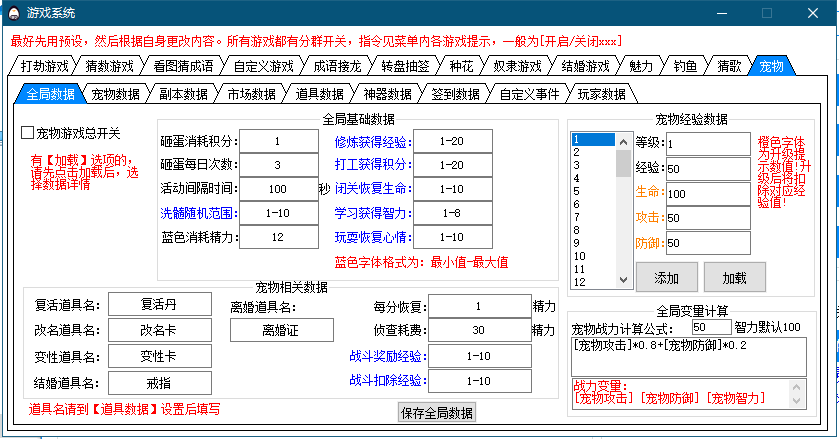 游戏系统
最好先用预设，然后根据自身更改内容。所有游戏都有分群开关，指令见菜单内各游戏提示，一般为[开启/关闭xxx]
打劫游戏 猜数游戏 看图猜成语 自定义游戏 成语接龙 转盘抽签 种花 奴隶游戏 结婚游戏 魅力 钓鱼 猜歌 宠物
全局数据 宠物数据 副本数据 市场数据 道具数据 神器数据 签到数据 自定义事件 玩家数据
宠物游戏总开关
有【加载】选项的，
请先点击加载后，选
择数据详情
全局基础数据
砸蛋消耗积分: 1 修炼获得经验: 1-20
砸蛋每日次数: 3 打工获得积分: 1-20
活动间隔时间: 100 秒 闭关恢复生命: 1-10
洗髓随机范围: 1-10 学习获得智力: 1-8
蓝色消耗精力: 12 玩耍恢复心情: 1-10
蓝色字体格式为：最小值-最大值
宠物经验数据
1
2
3
4
5
6
7
8
9
10
11
12
等级: 1
经验: 50
生命: 100
攻击: 50
防御: 50
橙色字体
为升级提
示数值!升
级后将扣
除对应经
验值!
添加 加载
宠物相关数据
复活道具名: 复活丹 离婚道具名: 每分恢复: 1 精力
改名道具名: 改名卡 离婚证 侦查耗费: 30 精力
变性道具名: 变性卡 战斗奖励经验: 1-10
结婚道具名: 戒指 战斗扣除经验: 1-10
道具名请到【道具数据】设置后填写
保存全局数据
全局变量计算
宠物战力计算公式: 50 智力默认100
[宠物攻击]*0.8+[宠物防御]*0.2
战力变量:
[宠物攻击] [宠物防御] [宠物智力]